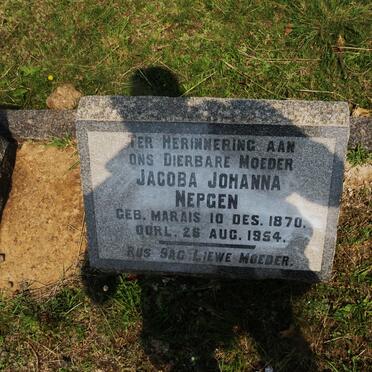 TER HERINNERING AAN
ONS DIERBARE MOEDER
JACOBA JOHANNA
NEPGEN
GEB. MARAIS 10 DES. 1870.
OORL. 26 AUG. 1954.
RUS SAG LIEWE MOEDER.